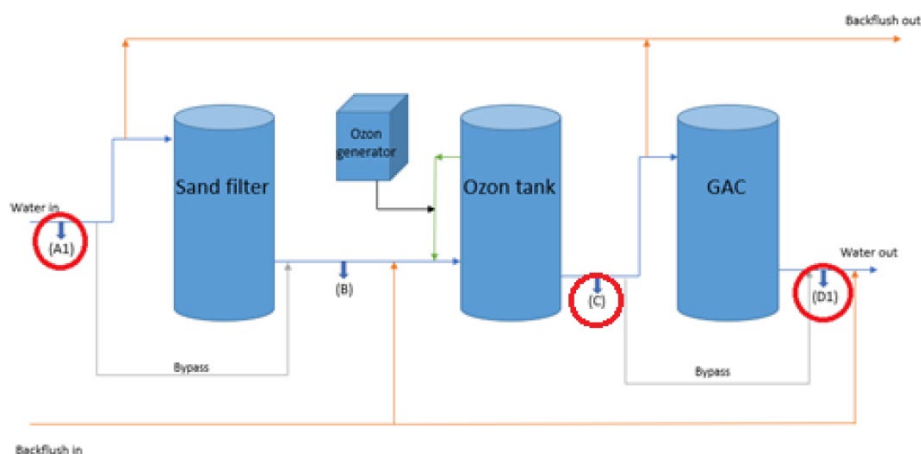 Backflush out
Ozon
generator
Sand filter
Ozon tank
GAC
Water in
(A1)
Water out
(B)
(C)
(D1)
Bypass
Bypass
Backflush in